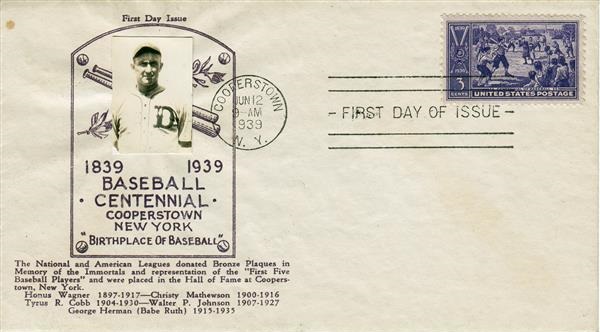 First Day Issue
D
1839 1939
BASEBALL
· CENTENNIAL ·
COOPERSTOWN
NEW YORK
"BIRTHPLACE OF BASEBALL"
The National and American Leagues donated Bronze Plaques in
Memory of the Immortals and representation of the "First Five
Baseball Players" and were placed in the Hall of Fame at Coopers-
town, New York.
Honus Wagner 1897-1917—Christy Mathewson 1900-1916
Tyrus R. Cobb 1904-1930—Walter P. Johnson 1907-1927
George Herman (Babe Ruth) 1915-1935
COOPERSTOWN
JUN 12
9-AM
1939
N. Y.
- FIRST DAY OF ISSUE -
3
CENTS
UNITED STATES POSTAGE